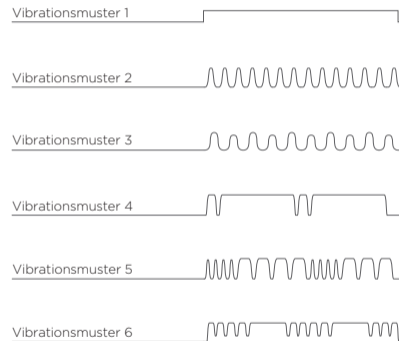 Vibrationsmuster 1
Vibrationsmuster 2
Vibrationsmuster 3
Vibrationsmuster 4
Vibrationsmuster 5
Vibrationsmuster 6